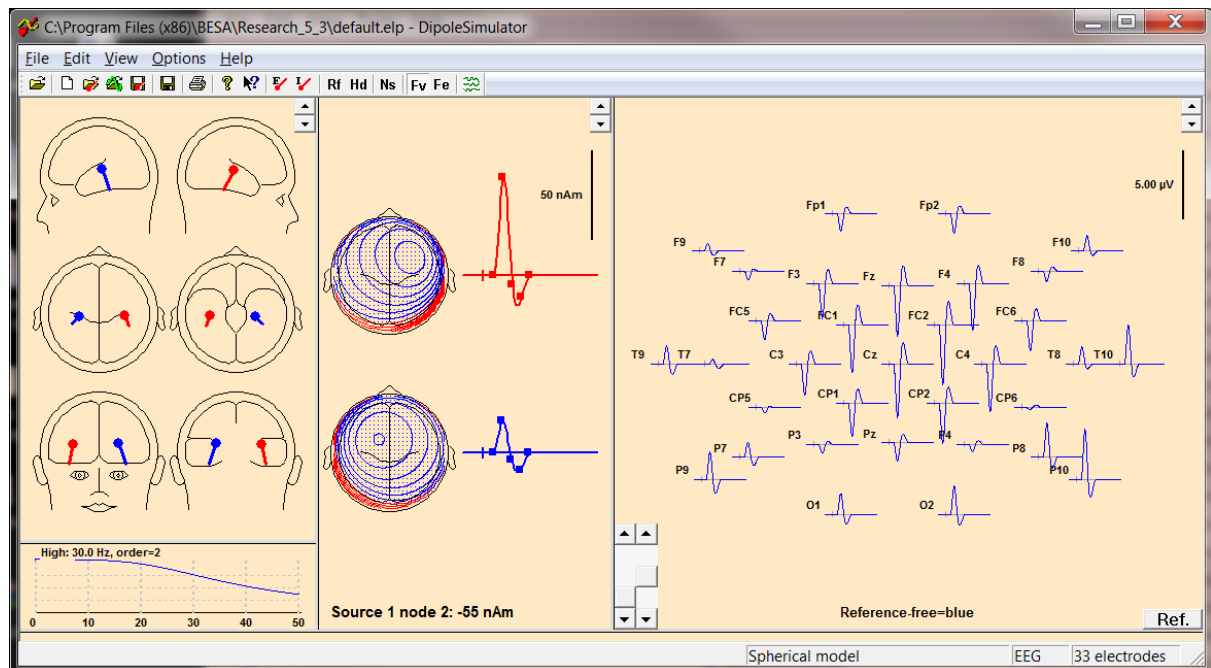 C:\Program Files (x86)\BESA\Research_5_3\default.elp - DipoleSimulator
File Edit View Options Help
Rf Hd Ns Fv Fe
50 nAm
5.00 µV
Fp1 Fp2
F9 F10
F7 F3 Fz F4 F8
FC5 FC1 FC2 FC6
T9 T7 C3 Cz C4 T8 T10
CP5 CP1 CP2 CP6
P7 P3 Pz P4 P8
P9 P10
O1 O2
High: 30.0 Hz, order=2
0 10 20 30 40 50
Source 1 node 2: -55 nAm
Reference-free=blue
Ref.
Spherical model EEG 33 electrodes